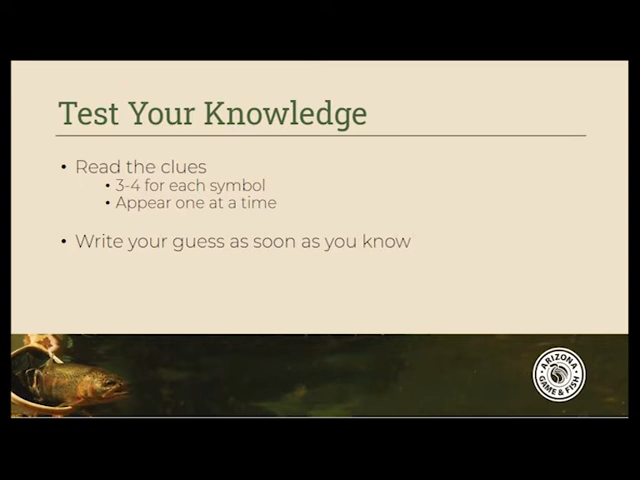 Test Your Knowledge
• Read the clues
• 3-4 for each symbol
• Appear one at a time
• Write your guess as soon as you know
ARIZONA
GAME & FISH